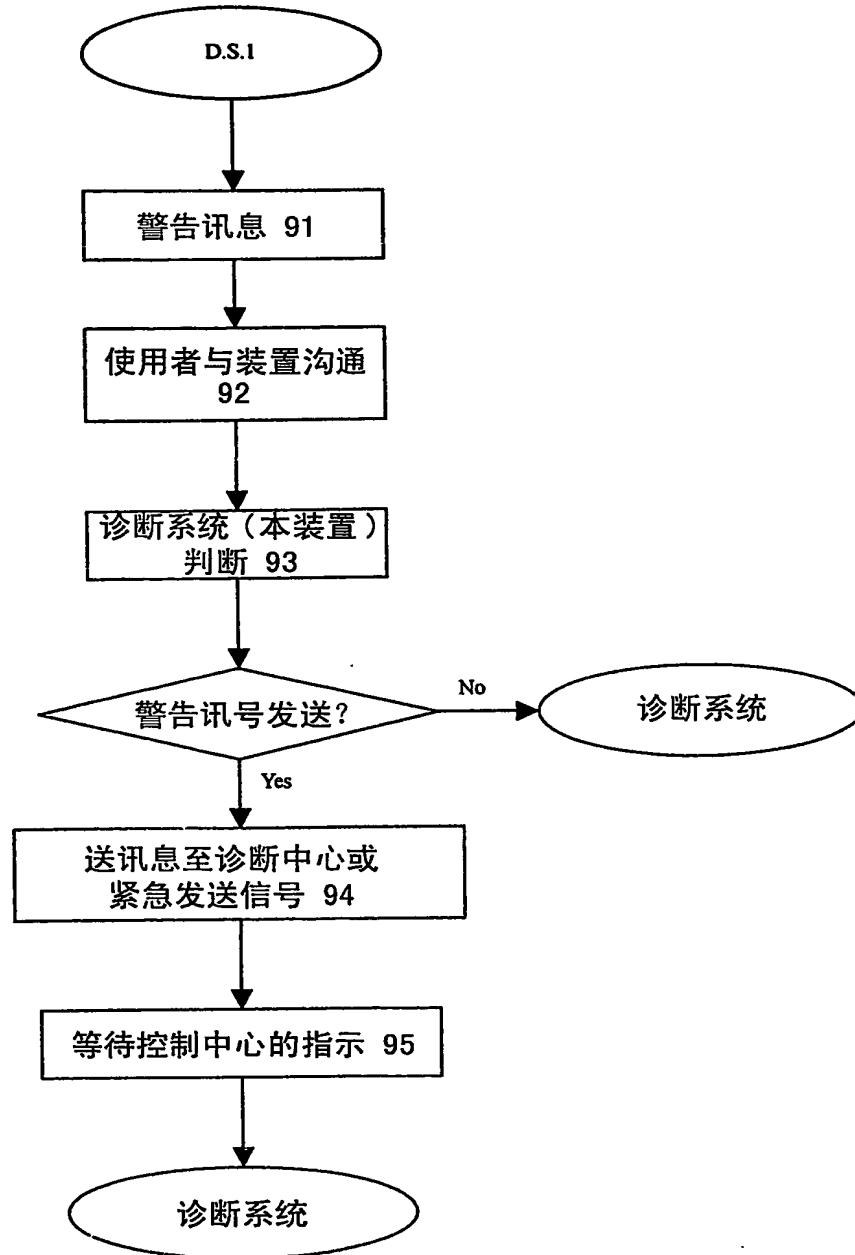 D.S.1
警告讯息 91
使用者与装置沟通
92
诊断系统（本装置）
判断 93
警告讯号发送？
No
诊断系统
Yes
送讯息至诊断中心或
紧急发送信号 94
等待控制中心的指示 95
诊断系统